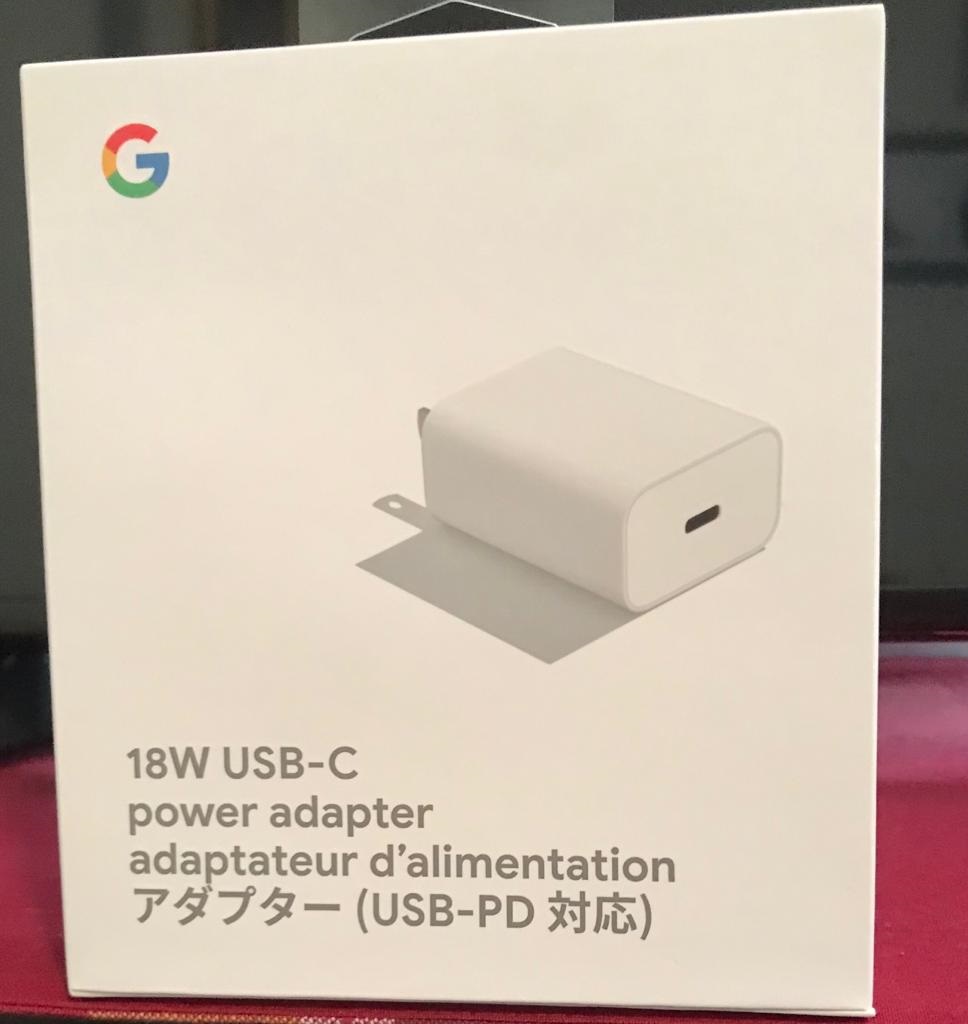 G
18W USB-C
power adapter
adaptateur d'alimentation
アダプター (USB-PD 対応)